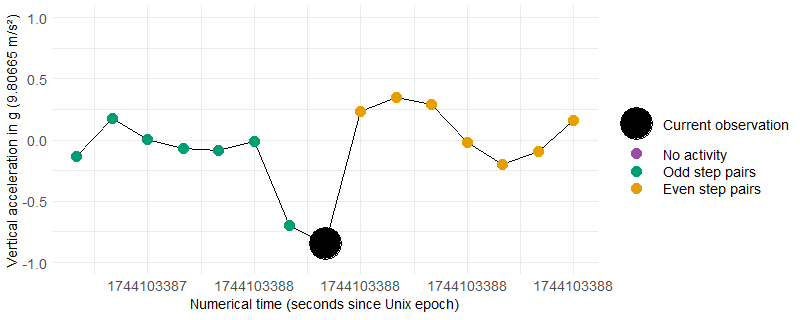 Vertical acceleration in g (9.80665 m/s²)
1.0
0.5
0.0
-0.5
-1.0
1744103387 1744103388 1744103388 1744103388 1744103388
Numerical time (seconds since Unix epoch)
Current observation
No activity
Odd step pairs
Even step pairs